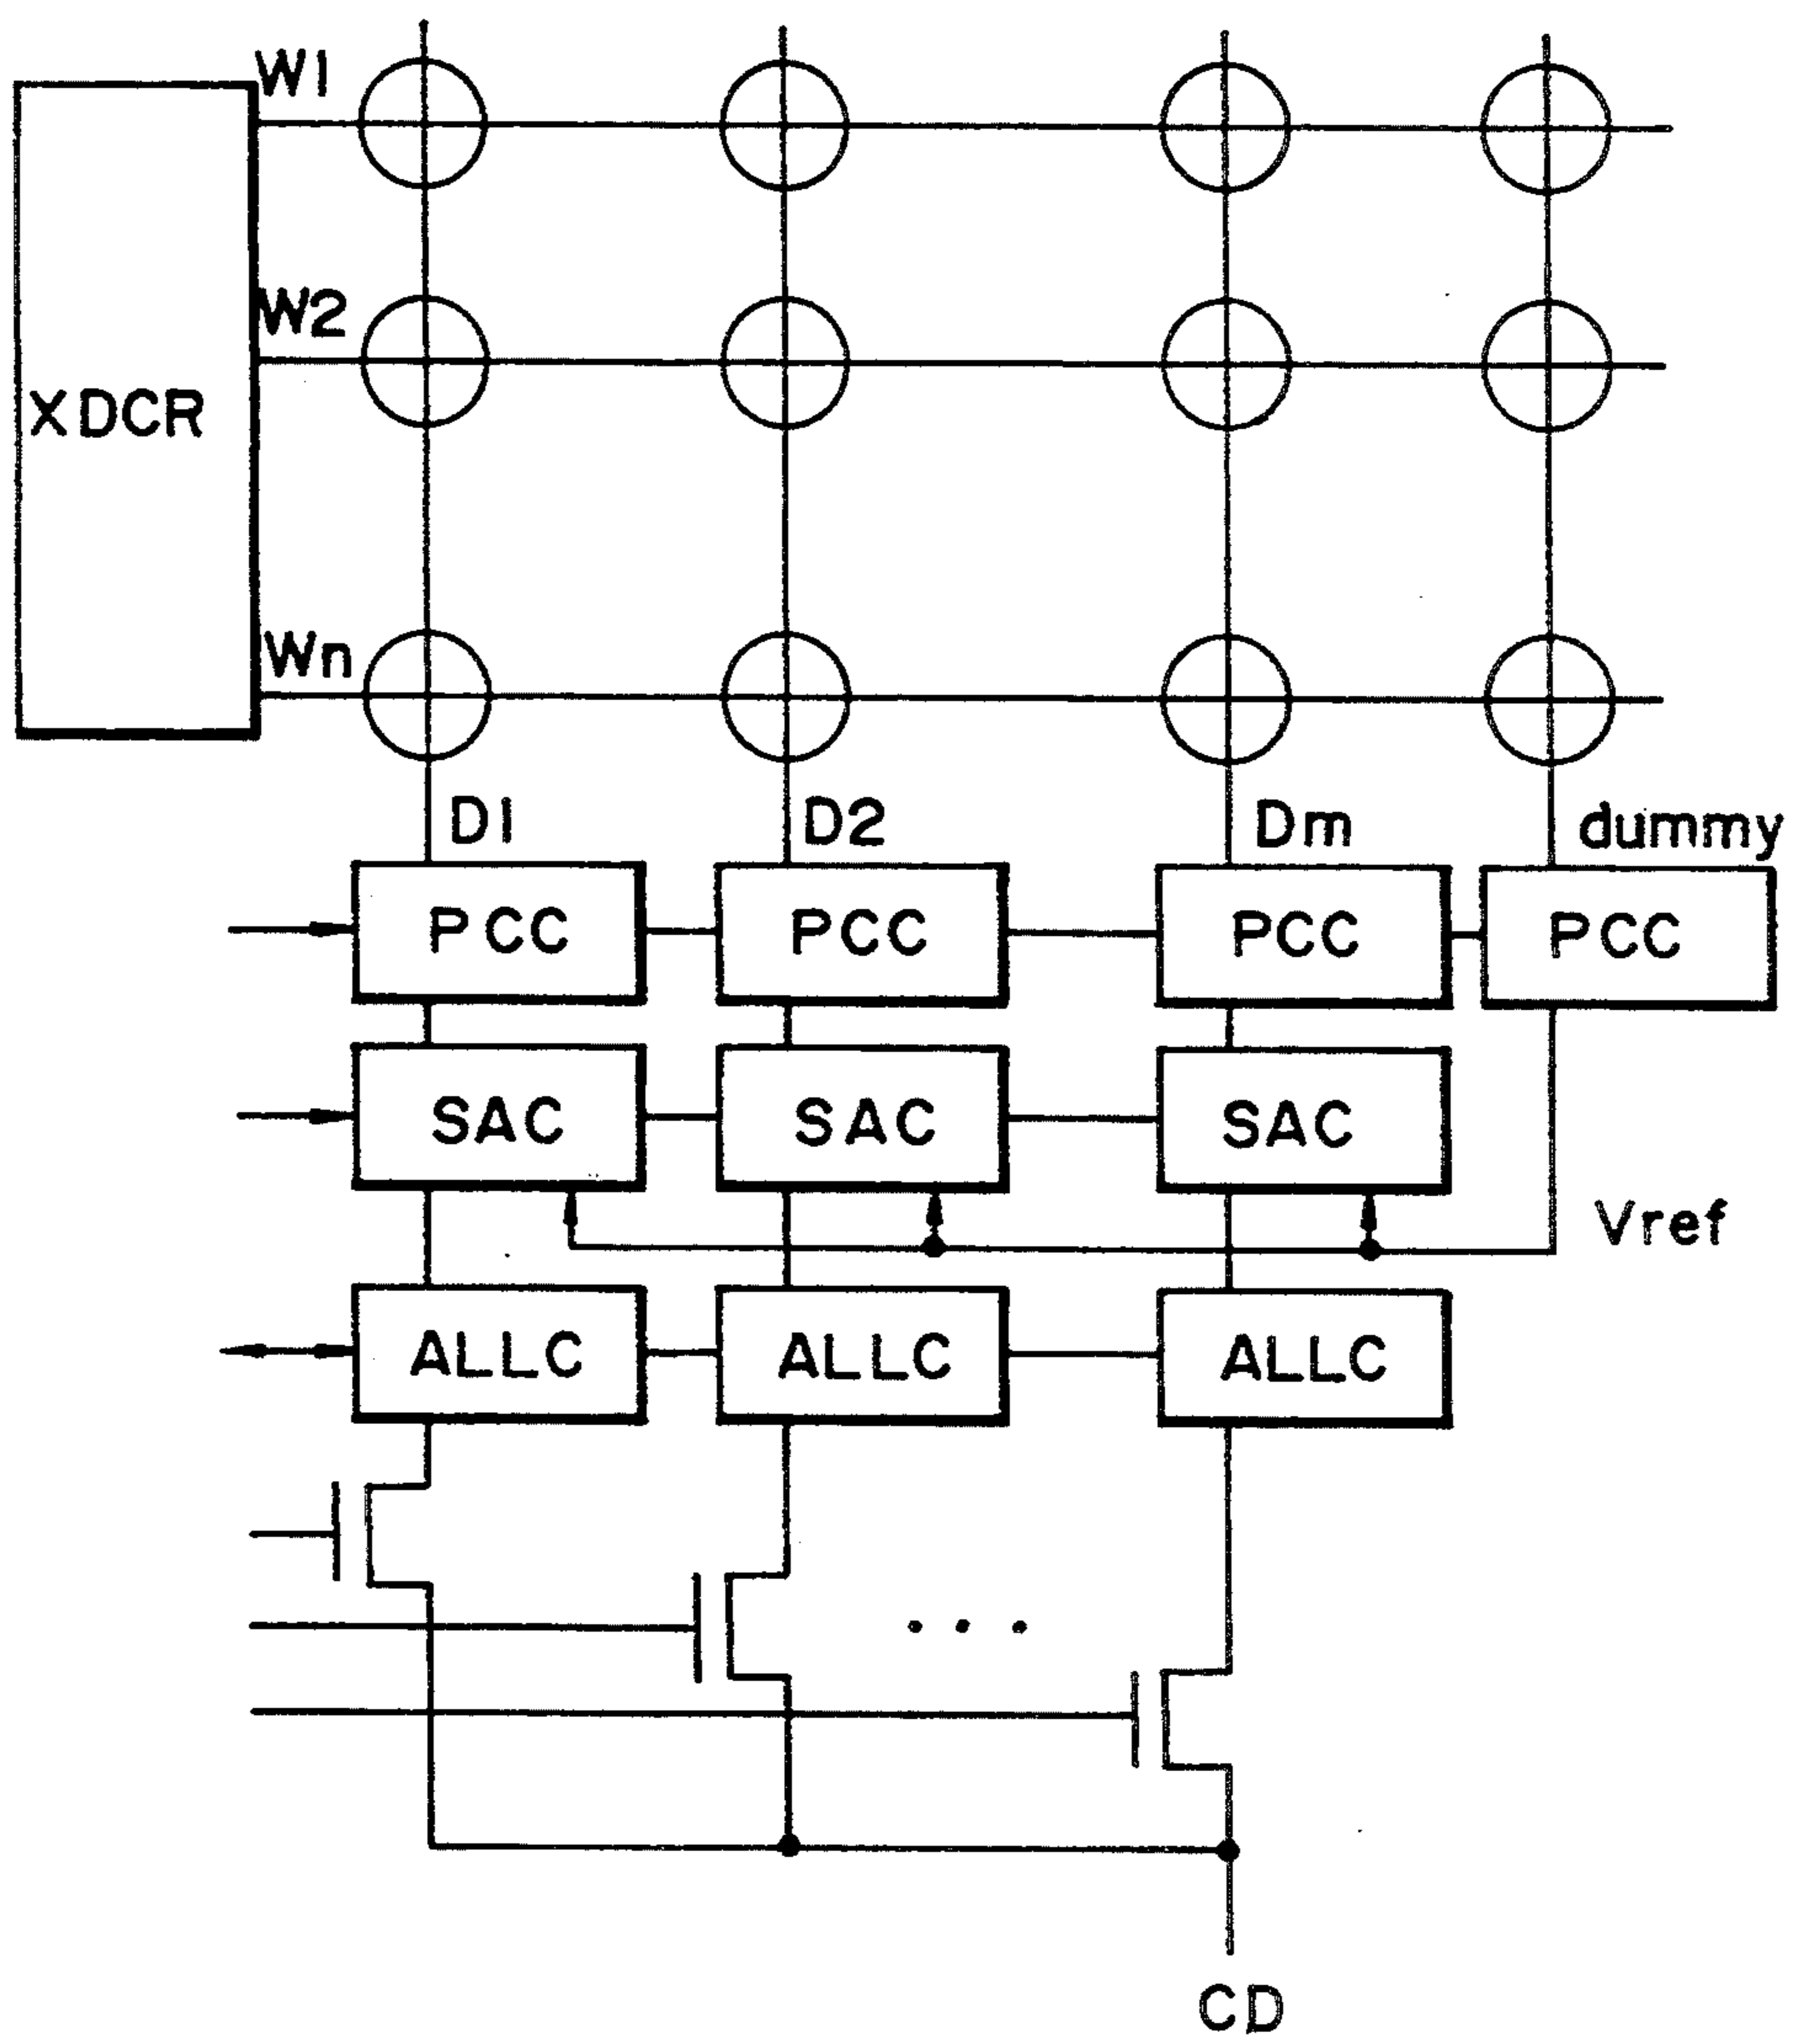 W1
W2
XDCR
Wn
D1 D2 Dm dummy
PCC PCC PCC PCC
SAC SAC SAC
Vref
ALLC ALLC ALLC
. . .
CD